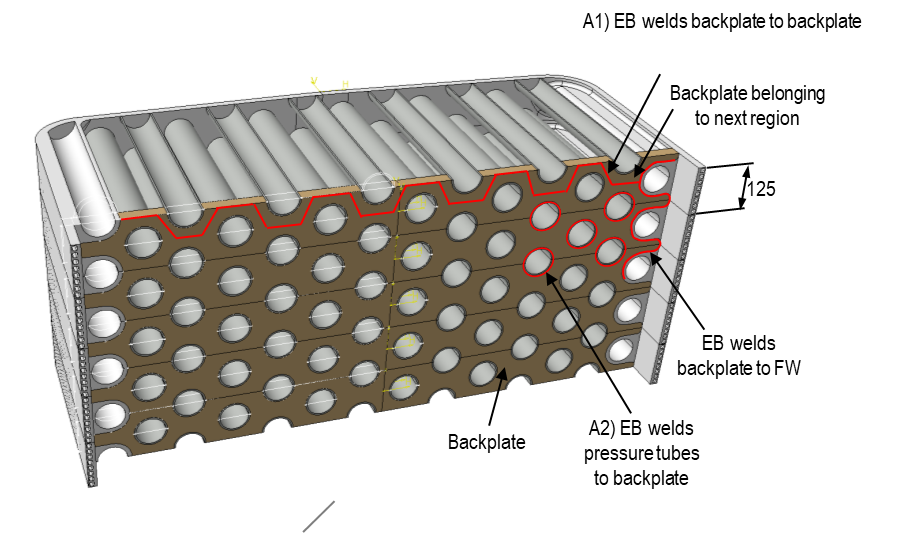 A1) EB welds backplate to backplate
Backplate belonging
to next region
125
EB welds
backplate to FW
Backplate
A2) EB welds
pressure tubes
to backplate